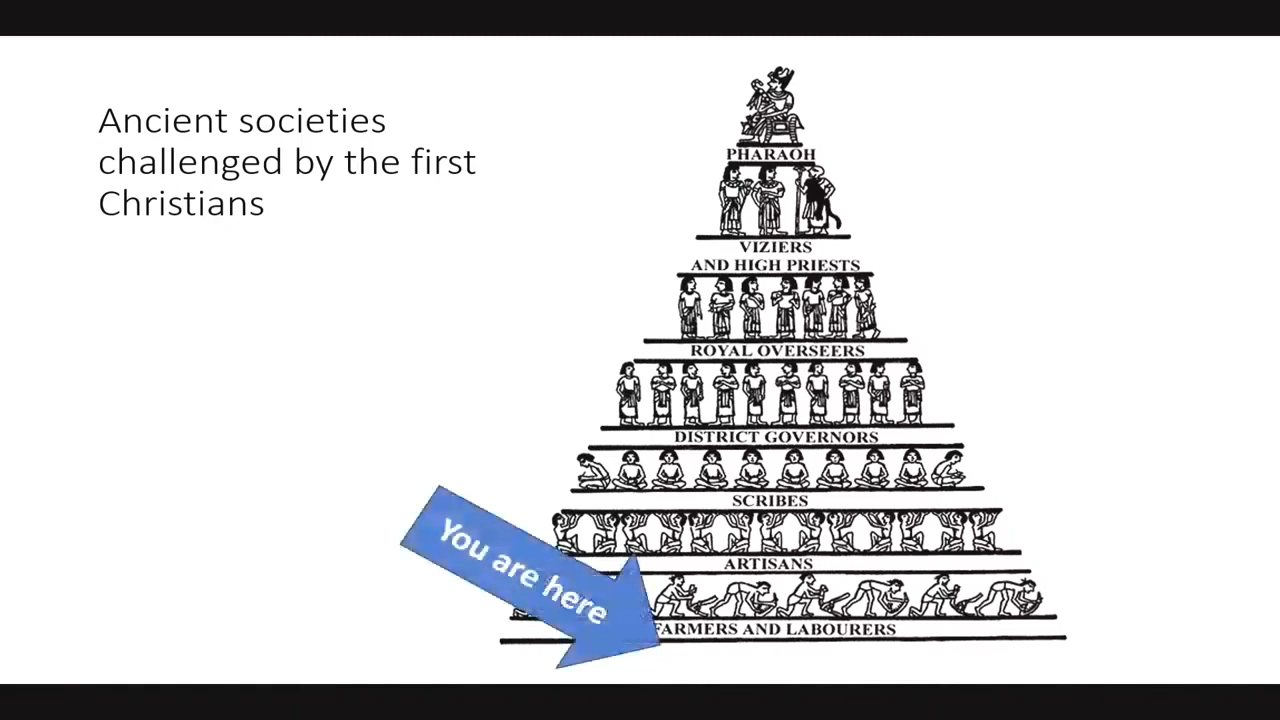 Ancient societies
challenged by the first
Christians
PHARAOH
VIZIERS
AND HIGH PRIESTS
ROYAL OVERSEERS
DISTRICT GOVERNORS
SCRIBES
ARTISANS
You are here
FARMERS AND LABOURERS